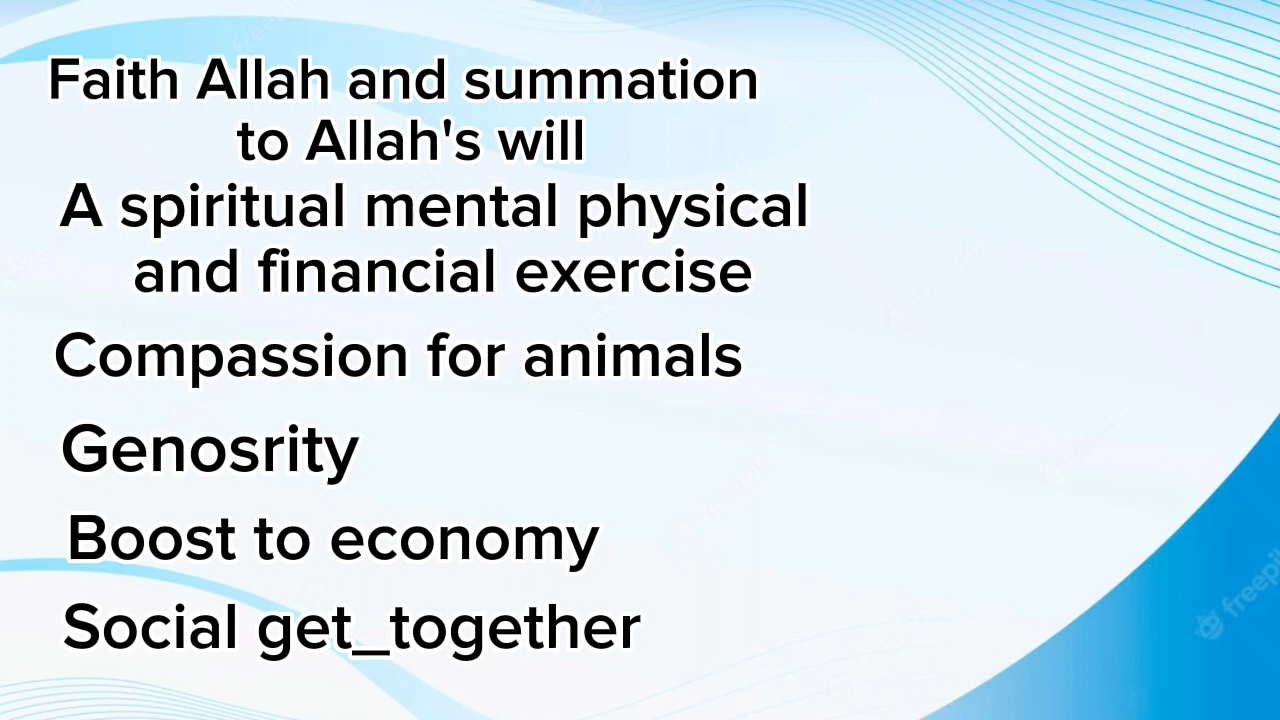 Faith Allah and summation
to Allah's will
A spiritual mental physical
and financial exercise
Compassion for animals
Genosrity
Boost to economy
Social get_together
freepik